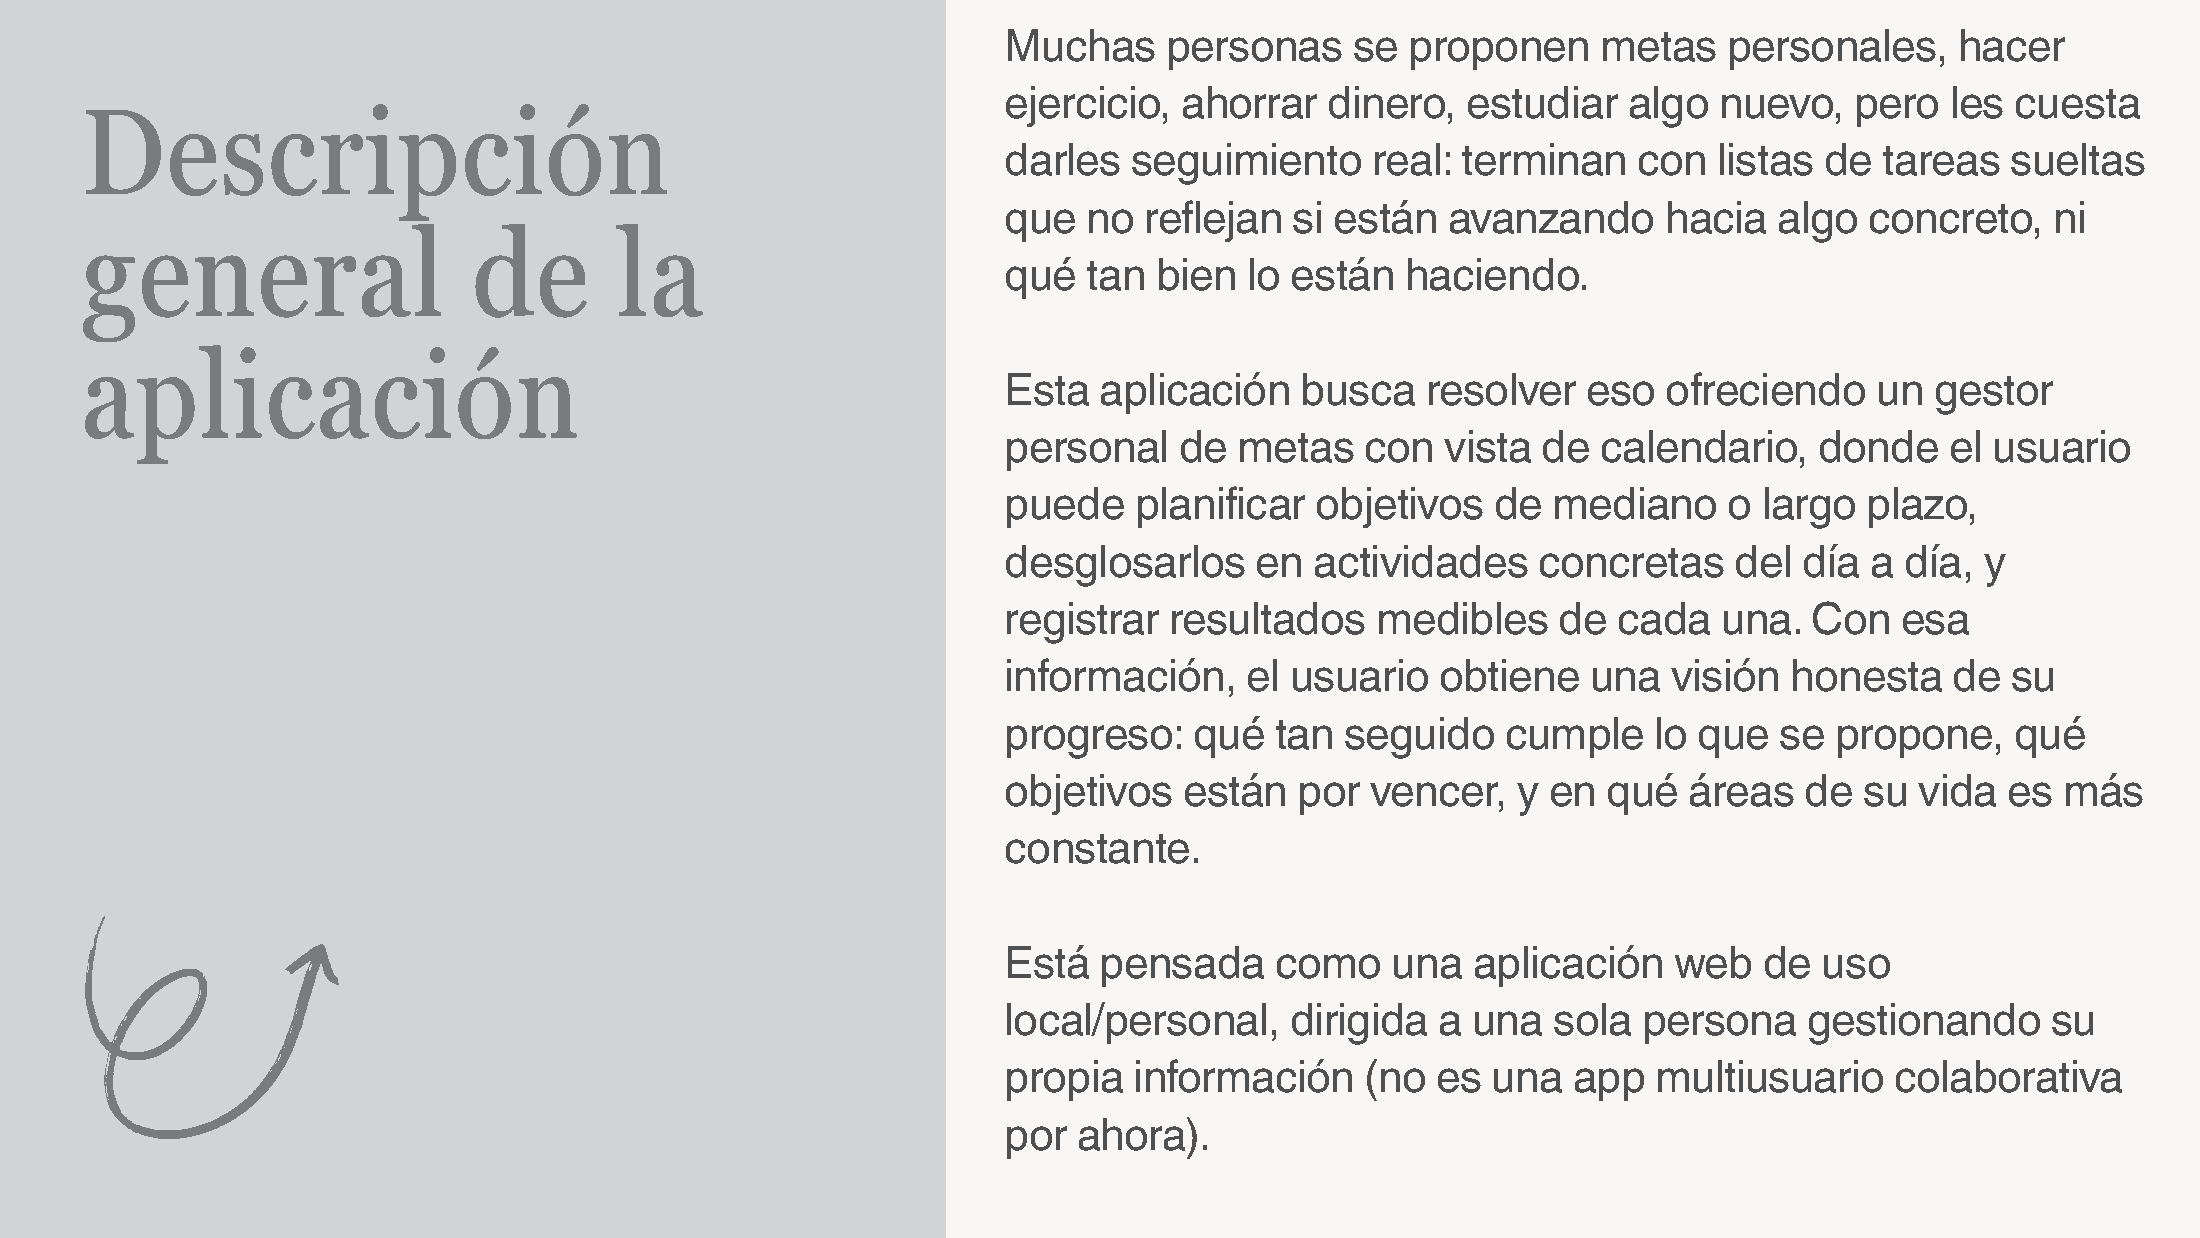 Descripción
general de la
aplicación
Muchas personas se proponen metas personales, hacer
ejercicio, ahorrar dinero, estudiar algo nuevo, pero les cuesta
darles seguimiento real: terminan con listas de tareas sueltas
que no reflejan si están avanzando hacia algo concreto, ni
qué tan bien lo están haciendo.
Esta aplicación busca resolver eso ofreciendo un gestor
personal de metas con vista de calendario, donde el usuario
puede planificar objetivos de mediano o largo plazo,
desglosarlos en actividades concretas del día a día, y
registrar resultados medibles de cada una. Con esa
información, el usuario obtiene una visión honesta de su
progreso: qué tan seguido cumple lo que se propone, qué
objetivos están por vencer, y en qué áreas de su vida es más
constante.
Está pensada como una aplicación web de uso
local/personal, dirigida a una sola persona gestionando su
propia información (no es una app multiusuario colaborativa
por ahora).